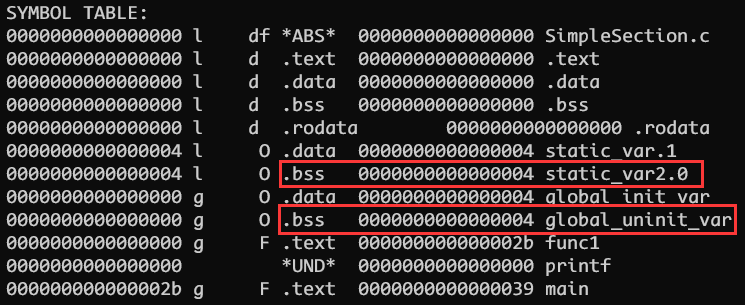 SYMBOL TABLE:
0000000000000000 l    df *ABS*  0000000000000000 SimpleSection.c
0000000000000000 l    d  .text  0000000000000000 .text
0000000000000000 l    d  .data  0000000000000000 .data
0000000000000000 l    d  .bss   0000000000000000 .bss
0000000000000000 l    d  .rodata        0000000000000000 .rodata
0000000000000004 l     O .data  0000000000000004 static_var.1
0000000000000004 l     O .bss   0000000000000004 static_var2.0
0000000000000000 g     O .data  0000000000000004 global_init_var
0000000000000000 g     O .bss   0000000000000004 global_uninit_var
0000000000000000 g     F .text  000000000000002b func1
0000000000000000         *UND*  0000000000000000 printf
000000000000002b g     F .text  0000000000000039 main